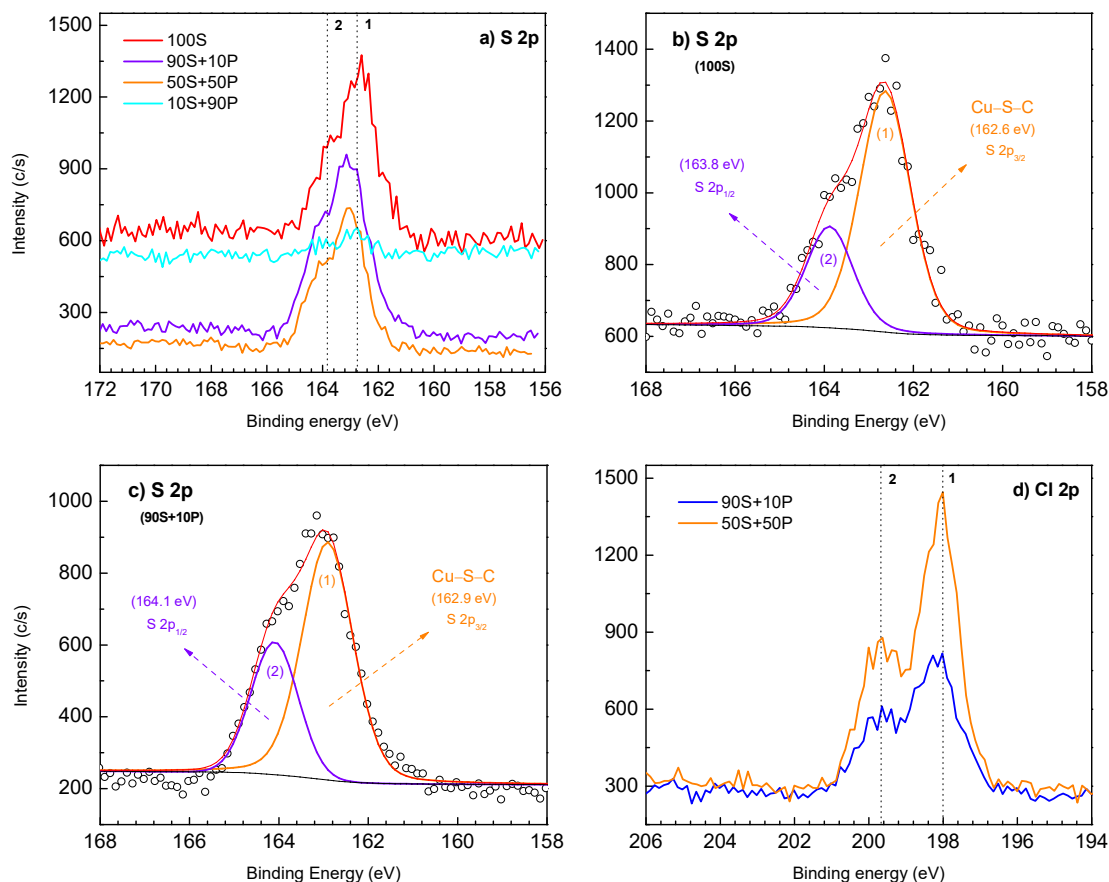 a) S 2p
2 1
100S
90S+10P
50S+50P
10S+90P
1500
1200
900
600
300
Intensity (c/s)
172 170 168 166 164 162 160 158 156
Binding energy (eV)
b) S 2p
(100S)
Cu–S–C
(162.6 eV)
S 2p3/2
(1)
(163.8 eV)
S 2p1/2
(2)
1400
1200
1000
800
600
Intensity (c/s)
168 166 164 162 160 158
Binding Energy (eV)
c) S 2p
(90S+10P)
Cu–S–C
(162.9 eV)
S 2p3/2
(1)
(164.1 eV)
S 2p1/2
(2)
1000
800
600
400
200
Intensity (c/s)
168 166 164 162 160 158
Binding Energy (eV)
2 1
d) Cl 2p
90S+10P
50S+50P
1500
1200
900
600
300
Intensity (c/s)
206 204 202 200 198 196 194
Binding Energy (eV)